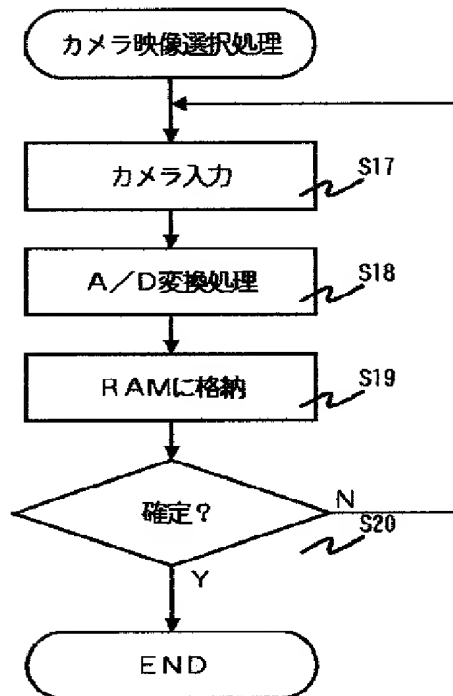 カメラ映像選択処理
カメラ入力
S17
A/D変換処理
S18
RAMに格納
S19
確定?
N
S20
Y
END